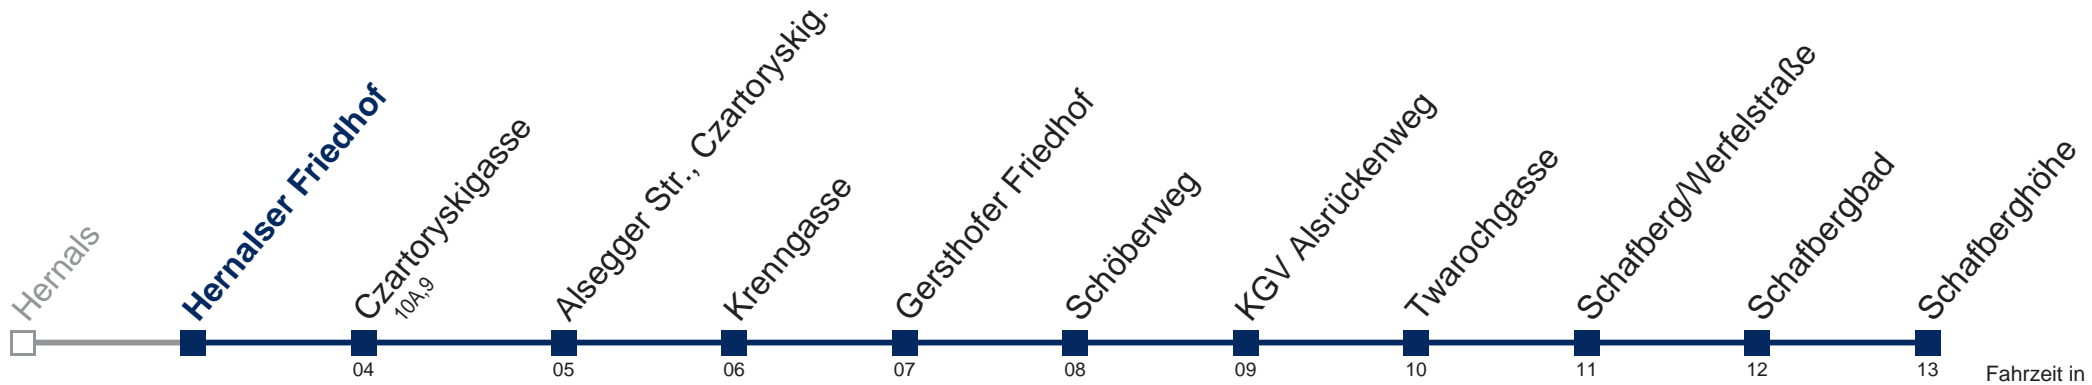 Hernals
Hernalser Friedhof
Czartoryskigasse
10A,9
Alsegger Str., Czartoryskig.
Krenngasse
Gersthofer Friedhof
Schöberweg
KGV Alsrückenweg
Twarochgasse
Schafberg/Werfelstraße
Schafbergbad
Schafberghöhe
04 05 06 07 08 09 10 11 12 13
Fahrzeit in